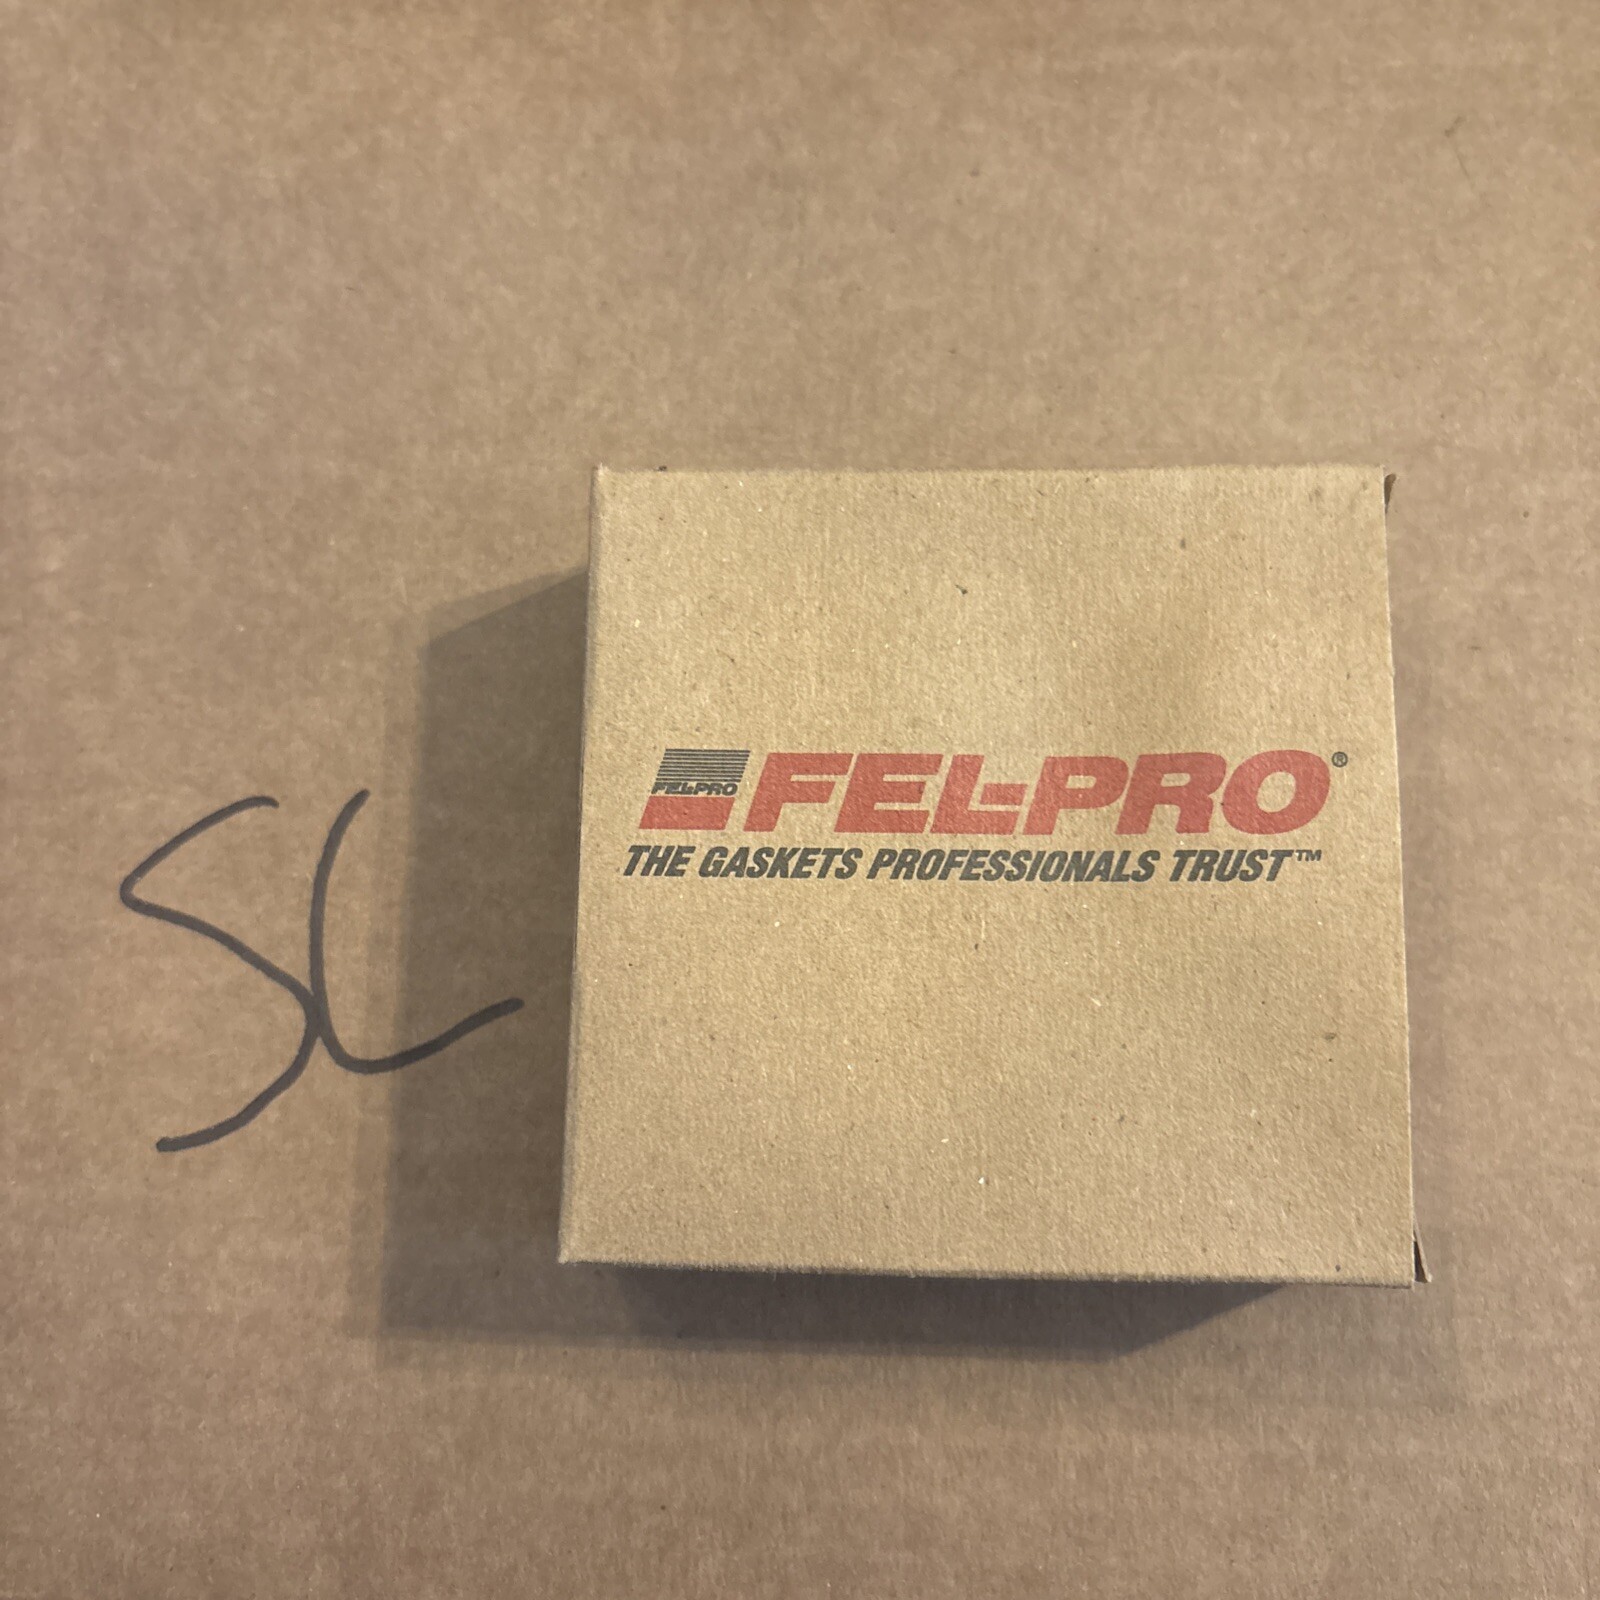 FEL-PRO FEL-PRO®
THE GASKETS PROFESSIONALS TRUST™
SL